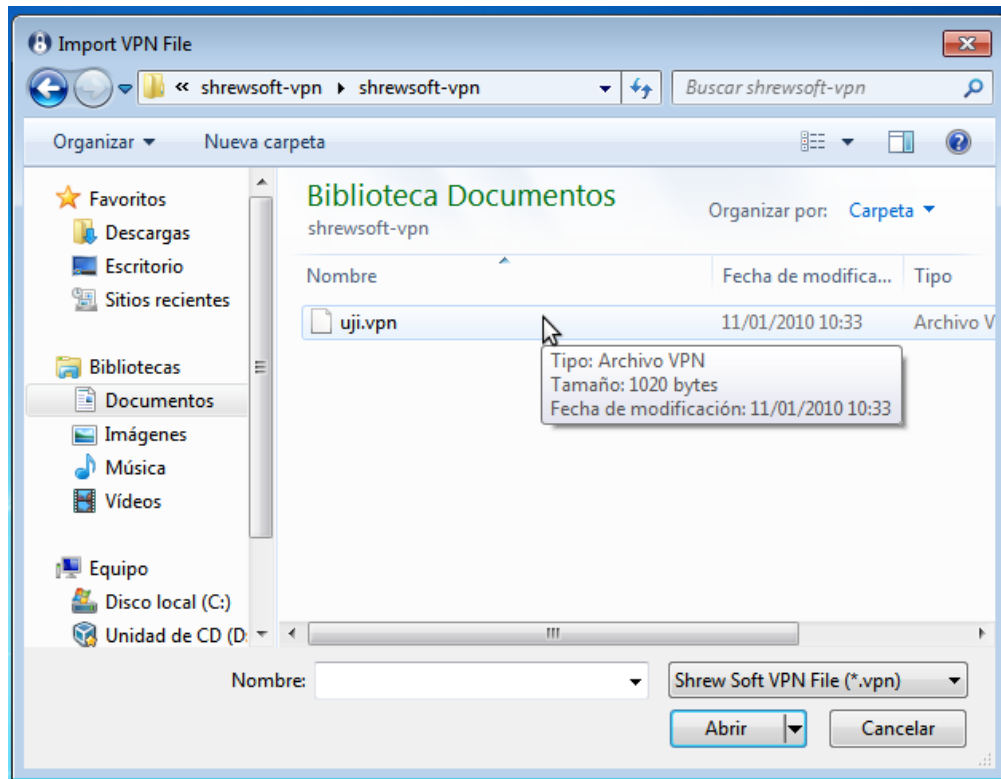 Import VPN File
« shrewsoft-vpn shrewsoft-vpn
Buscar shrewsoft-vpn
Organizar
Nueva carpeta
Favoritos
Descargas
Escritorio
Sitios recientes
Bibliotecas
Documentos
Imágenes
Música
Vídeos
Equipo
Disco local (C:)
Unidad de CD (D:
Biblioteca Documentos
shrewsoft-vpn
Organizar por: Carpeta
Nombre Fecha de modifica... Tipo
uji.vpn 11/01/2010 10:33 Archivo V
Tipo: Archivo VPN
Tamaño: 1020 bytes
Fecha de modificación: 11/01/2010 10:33
Nombre:
Shrew Soft VPN File (*.vpn)
Abrir
Cancelar